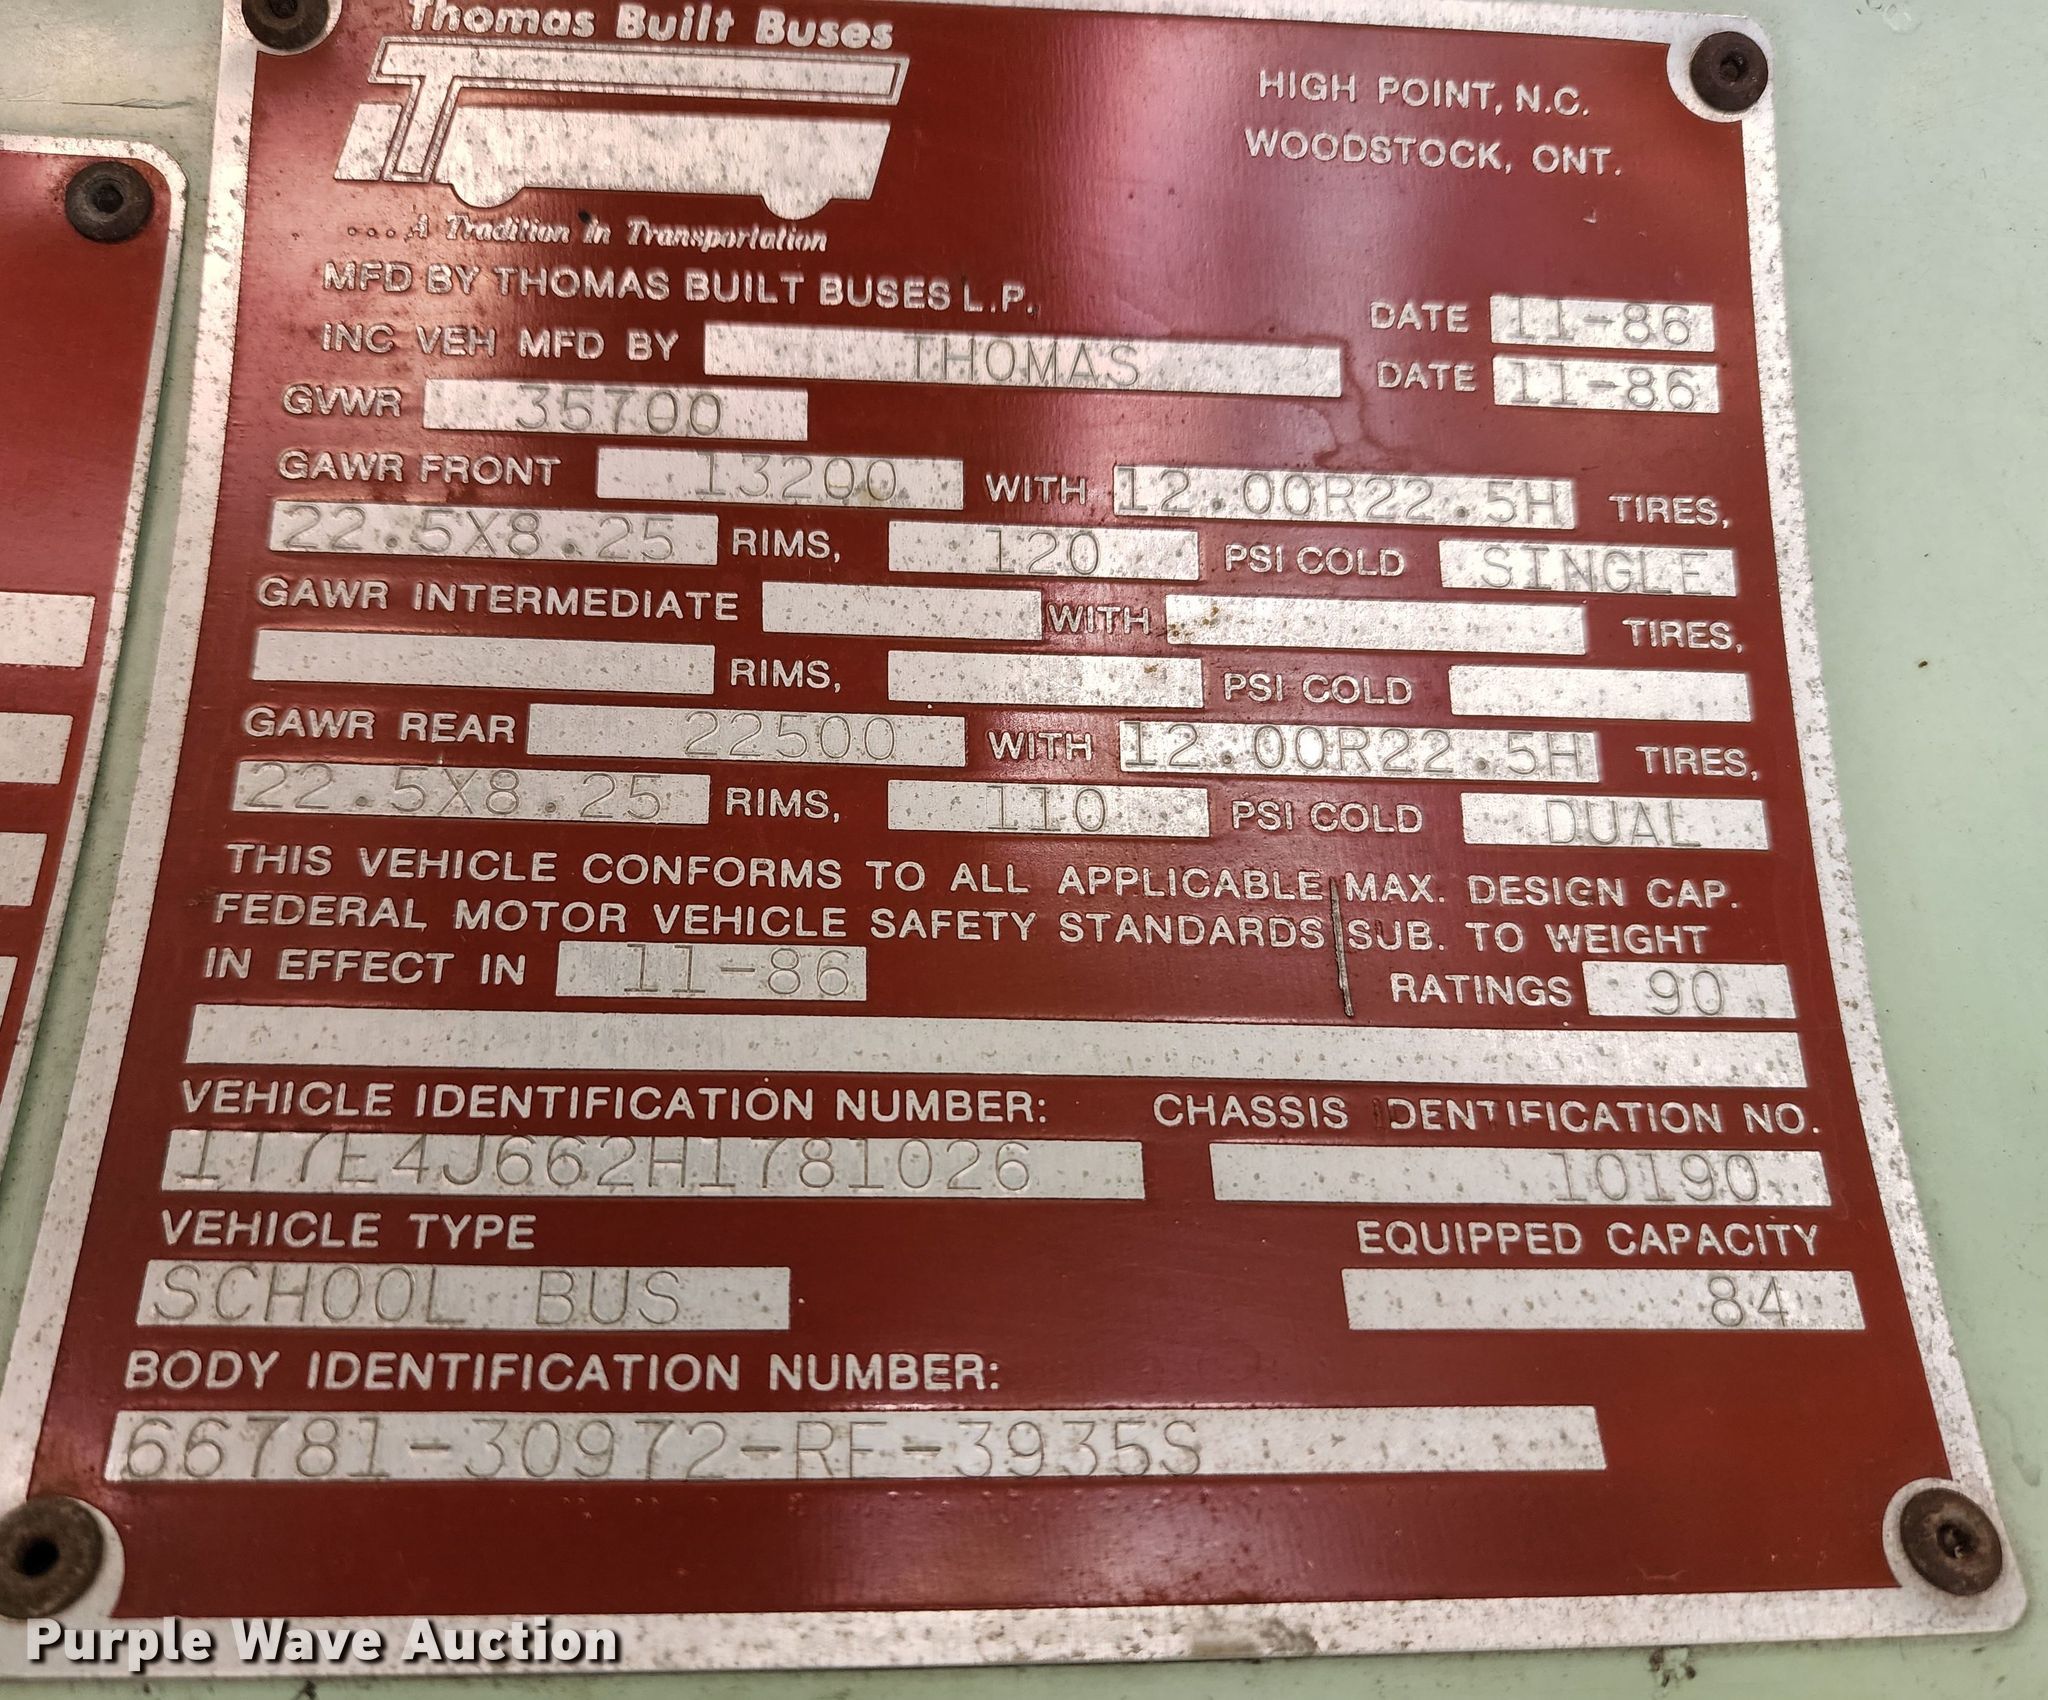 Thomas Built Buses
HIGH POINT, N.C.
WOODSTOCK, ONT.
T
....A Tradition in Transportation
MFD BY THOMAS BUILT BUSES L.P. DATE 11-86
INC VEH MFD BY THOMAS DATE 11-86
GVWR 35700
GAWR FRONT 13200 WITH 12.00R22.5H TIRES,
22.5X8.25 RIMS, 120 PSI COLD SINGLE
GAWR INTERMEDIATE WITH TIRES,
RIMS, PSI COLD
GAWR REAR 22500 WITH 12.00R22.5H TIRES,
22.5X8.25 RIMS, 110 PSI COLD DUAL
THIS VEHICLE CONFORMS TO ALL APPLICABLE MAX. DESIGN CAP.
FEDERAL MOTOR VEHICLE SAFETY STANDARDS SUB. TO WEIGHT
IN EFFECT IN 11-86 RATINGS 90
VEHICLE IDENTIFICATION NUMBER: CHASSIS IDENTIFICATION NO.
1T7E4J662H1781026 10190
VEHICLE TYPE EQUIPPED CAPACITY
SCHOOL BUS 84
BODY IDENTIFICATION NUMBER:
66781-30972-RE-3935S
Purple Wave Auction